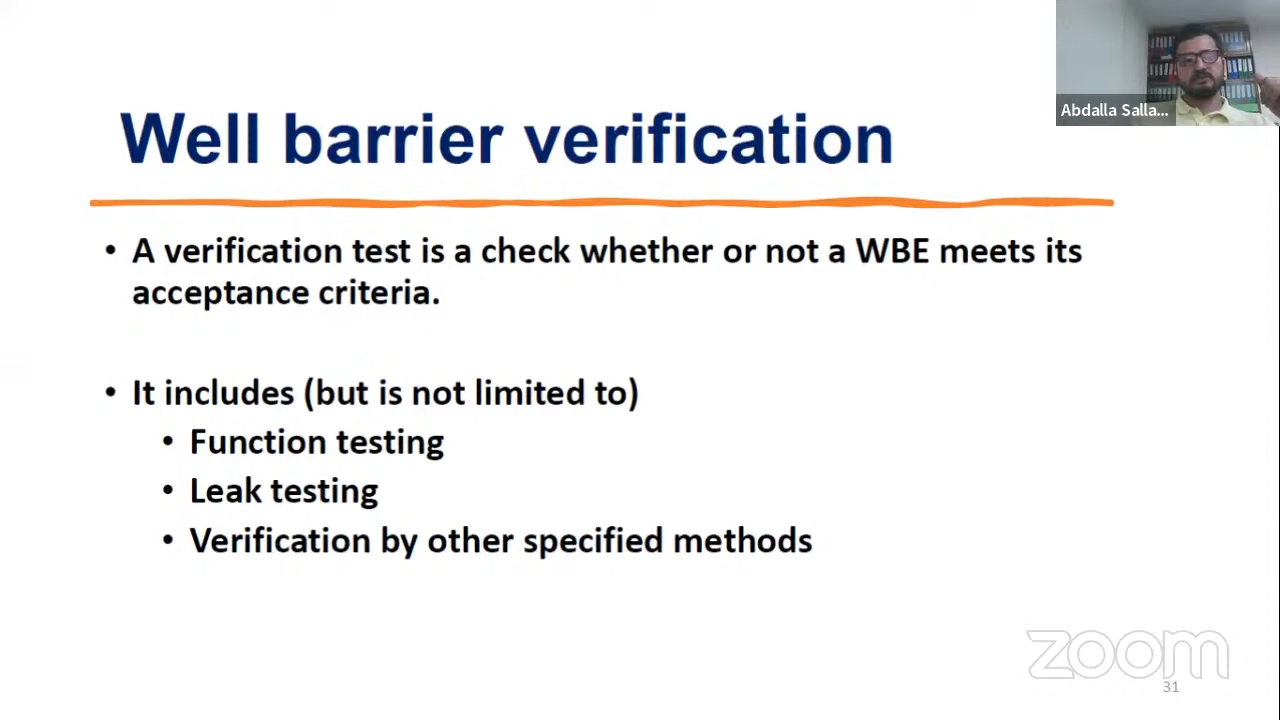 Abdalla Salla...
Well barrier verification
• A verification test is a check whether or not a WBE meets its
acceptance criteria.
• It includes (but is not limited to)
• Function testing
• Leak testing
• Verification by other specified methods
zoom
31